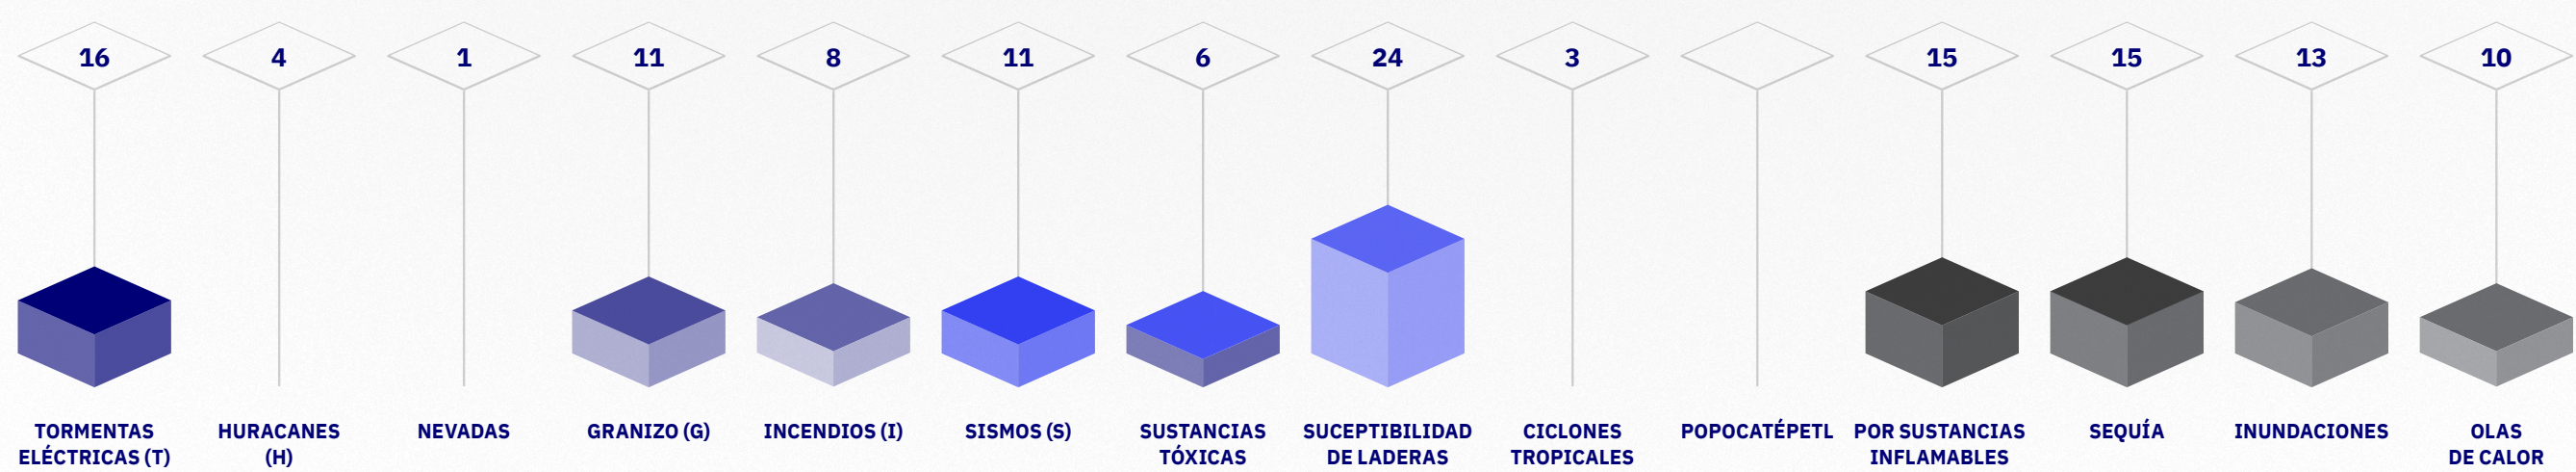 16
4
1
11
8
11
6
24
3
15
15
13
10
TORMENTAS
ELÉCTRICAS (T)
HURACANES
(H)
NEVADAS
GRANIZO (G)
INCENDIOS (I)
SISMOS (S)
SUSTANCIAS
TÓXICAS
SUCEPTIBILIDAD
DE LADERAS
CICLONES
TROPICALES
POPOCATÉPETL
POR SUSTANCIAS
INFLAMABLES
SEQUÍA
INUNDACIONES
OLAS
DE CALOR